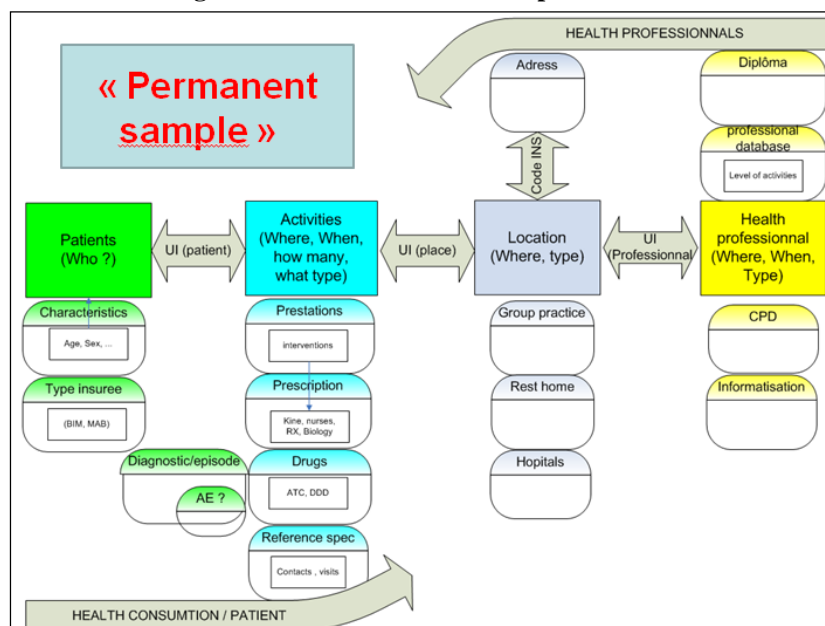 HEALTH PROFESSIONNALS
« Permanent
sample »
Adress
Diplôma
professional
database
Level of activities
Code INS
Patients
(Who ?)
UI (patient)
Activities
(Where, When,
how many,
what type)
UI (place)
Location
(Where, type)
UI
(Professionnal
Health
professionnal
(Where, When,
Type)
Characteristics
Age, Sex, ...
Type insuree
(BIM, MAB)
Prestations
interventions
Prescription
Kine, nurses,
RX, Biology
Diagnostic/episode
AE ?
Drugs
ATC, DDD
Reference spec
Contacts , visits
Group practice
Rest home
Hopitals
CPD
Informatisation
HEALTH CONSUMTION / PATIENT